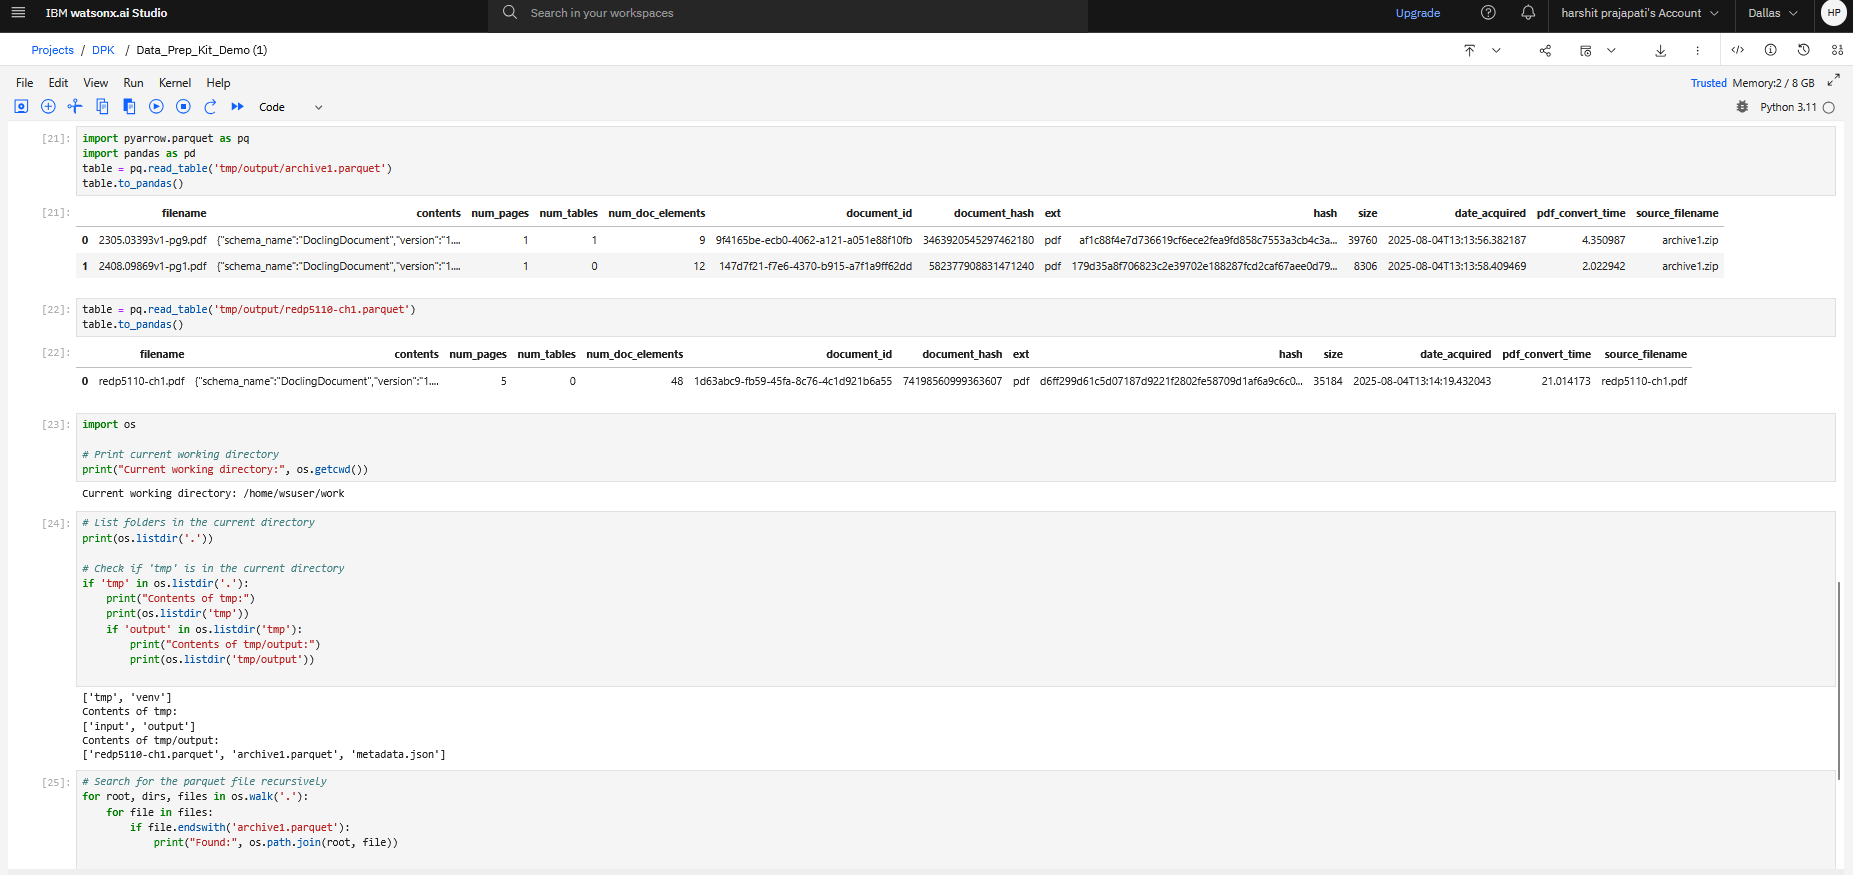 IBM watsonx.ai Studio
Search in your workspaces
Upgrade
harshit prajapati's Account
Dallas
HP
Projects / DPK / Data_Prep_Kit_Demo (1)
File Edit View Run Kernel Help
Trusted Memory:2 / 8 GB
Code
Python 3.11
[21]: import pyarrow.parquet as pq
import pandas as pd
table = pq.read_table('tmp/output/archive1.parquet')
table.to_pandas()
[21]: filename contents num_pages num_tables num_doc_elements document_id document_hash ext hash size date_acquired pdf_convert_time source_filename
0 2305.03393v1-pg9.pdf {"schema_name":"DoclingDocument","version":"1.... 1 1 9 9f4165be-ecb0-4062-a121-a051e88f10fb 3463920545297462180 pdf af1c88f4e7d736619cf6ece2fea9fd858c7553a3cb4c3a... 39760 2025-08-04T13:13:56.382187 4.350987 archive1.zip
1 2408.09869v1-pg1.pdf {"schema_name":"DoclingDocument","version":"1.... 1 0 12 147d7f21-f7e6-4370-b915-a7f1a9ff62dd 582377908831471240 pdf 179d35a8f706823c2e39702e188287fcd2caf67aee0d79... 8306 2025-08-04T13:13:58.409469 2.022942 archive1.zip
[22]: table = pq.read_table('tmp/output/redp5110-ch1.parquet')
table.to_pandas()
[22]: filename contents num_pages num_tables num_doc_elements document_id document_hash ext hash size date_acquired pdf_convert_time source_filename
0 redp5110-ch1.pdf {"schema_name":"DoclingDocument","version":"1.... 5 0 48 1d63abc9-fb59-45fa-8c76-4c1d921b6a55 74198560999363607 pdf d6ff299d61c5d07187d9221f2802fe58709d1af6a9c6c0... 35184 2025-08-04T13:14:19.432043 21.014173 redp5110-ch1.pdf
[23]: import os
# Print current working directory
print("Current working directory:", os.getcwd())
Current working directory: /home/wsuser/work
[24]: # List folders in the current directory
print(os.listdir('.'))
# Check if 'tmp' is in the current directory
if 'tmp' in os.listdir('.'):
print("Contents of tmp:")
print(os.listdir('tmp'))
if 'output' in os.listdir('tmp'):
print("Contents of tmp/output:")
print(os.listdir('tmp/output'))
['tmp', 'venv']
Contents of tmp:
['input', 'output']
Contents of tmp/output:
['redp5110-ch1.parquet', 'archive1.parquet', 'metadata.json']
[25]: # Search for the parquet file recursively
for root, dirs, files in os.walk('.'):
for file in files:
if file.endswith('archive1.parquet'):
print("Found:", os.path.join(root, file))